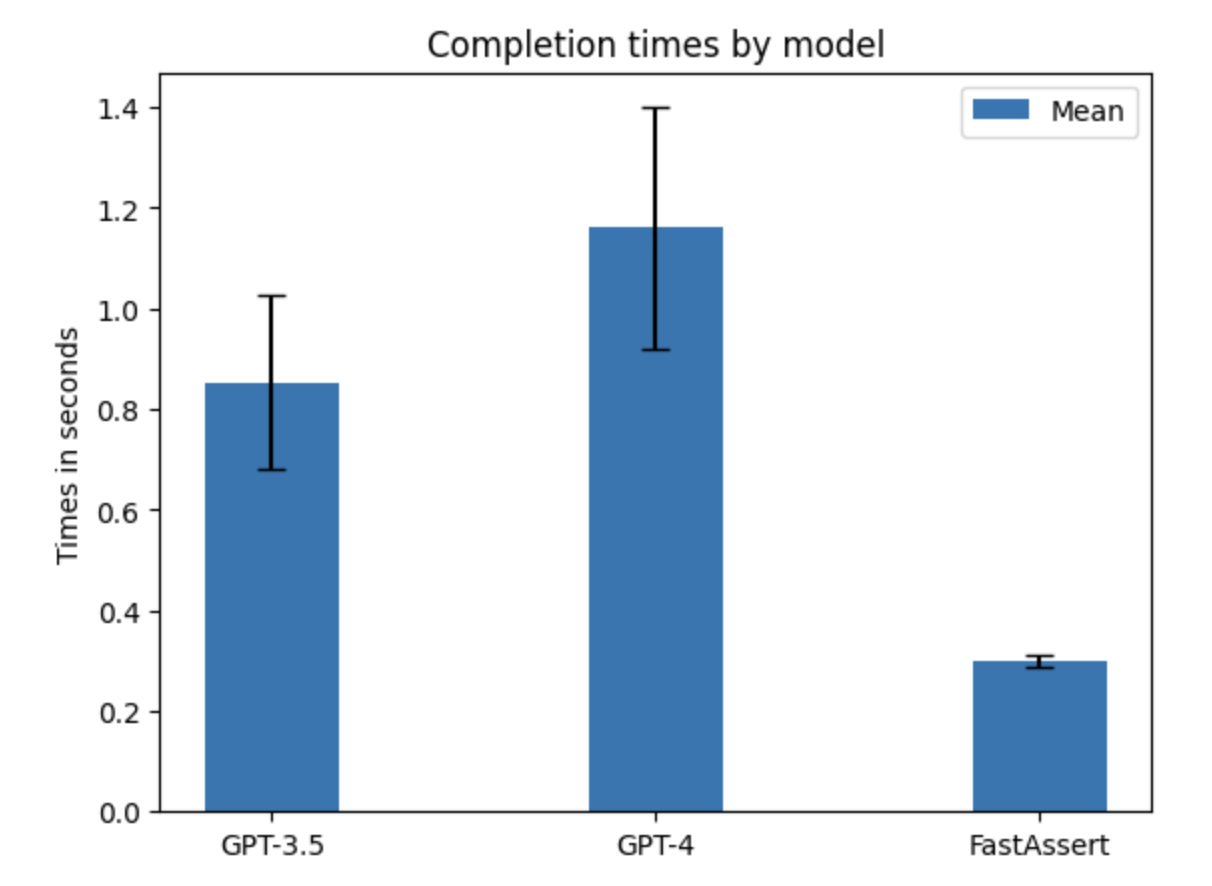 Completion times by model
Mean
Times in seconds
1.4
1.2
1.0
0.8
0.6
0.4
0.2
0.0
GPT-3.5 GPT-4 FastAssert